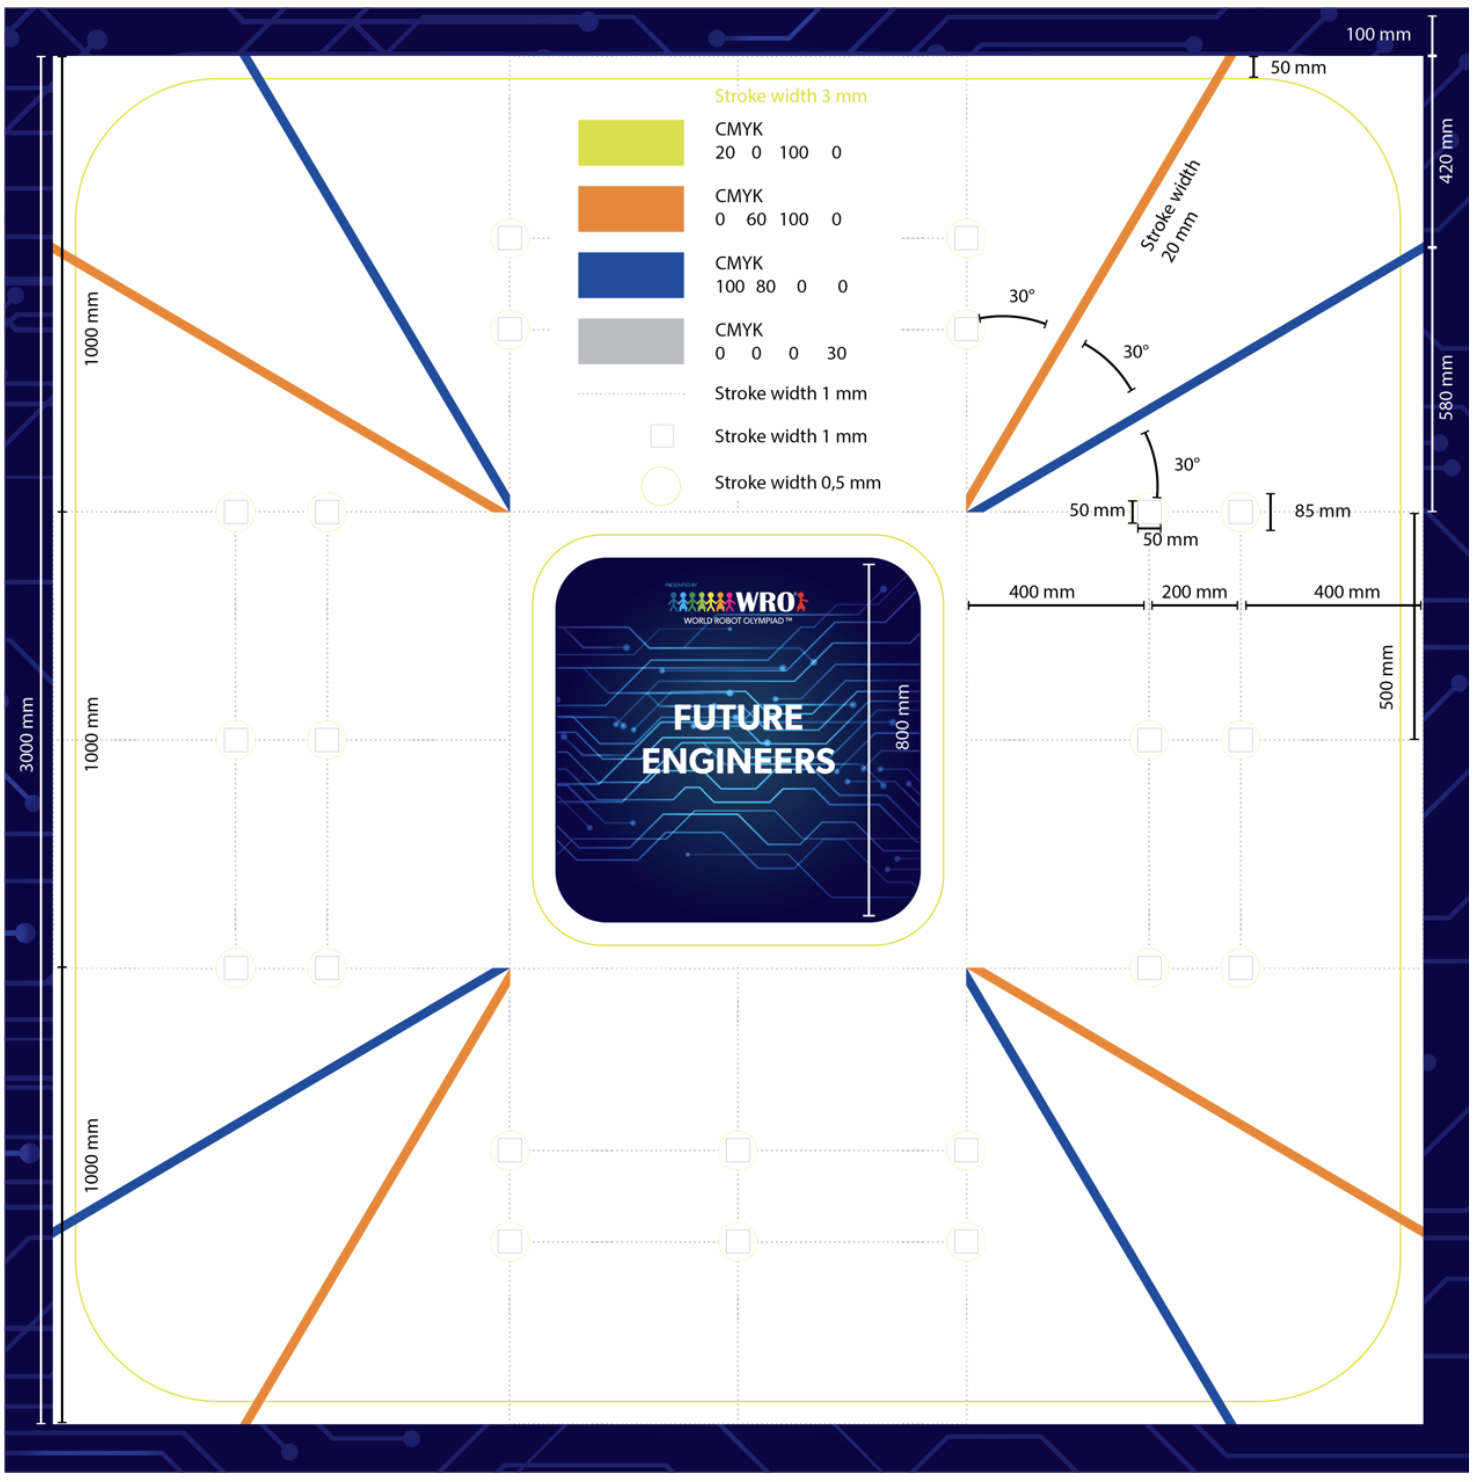 100 mm
50 mm
Stroke width 3 mm
CMYK
20 0 100 0
CMYK
0 60 100 0
CMYK
100 80 0 0
CMYK
0 0 0 30
Stroke width 1 mm
Stroke width 1 mm
Stroke width 0,5 mm
Stroke width
20 mm
420 mm
30°
30°
30°
580 mm
1000 mm
50 mm
50 mm
85 mm
400 mm
200 mm
400 mm
500 mm
PRESENTED BY
WRO
WORLD ROBOT OLYMPIAD™
FUTURE
ENGINEERS
800 mm
3000 mm
1000 mm
1000 mm